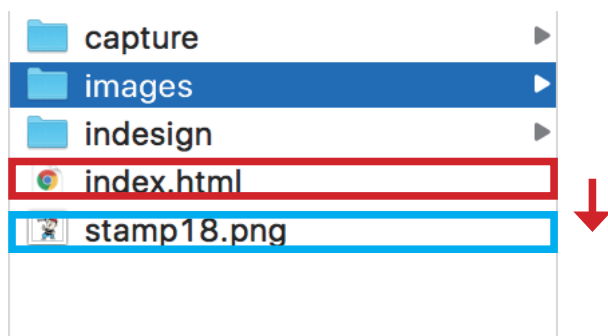 capture
images
indesign
index.html
stamp18.png